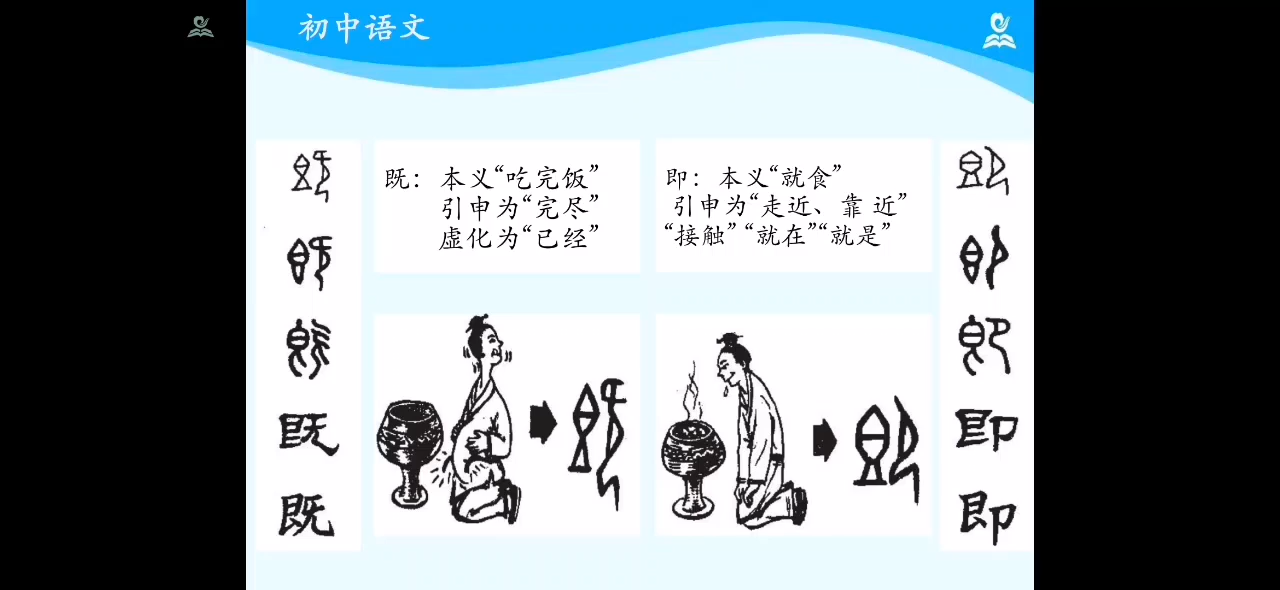 初中语文
既：本义“吃完饭”
引申为“完尽”
虚化为“已经”
即：本义“就食”
引申为“走近、靠 近”
“接触”“就在”“就是”
既
既
即
即